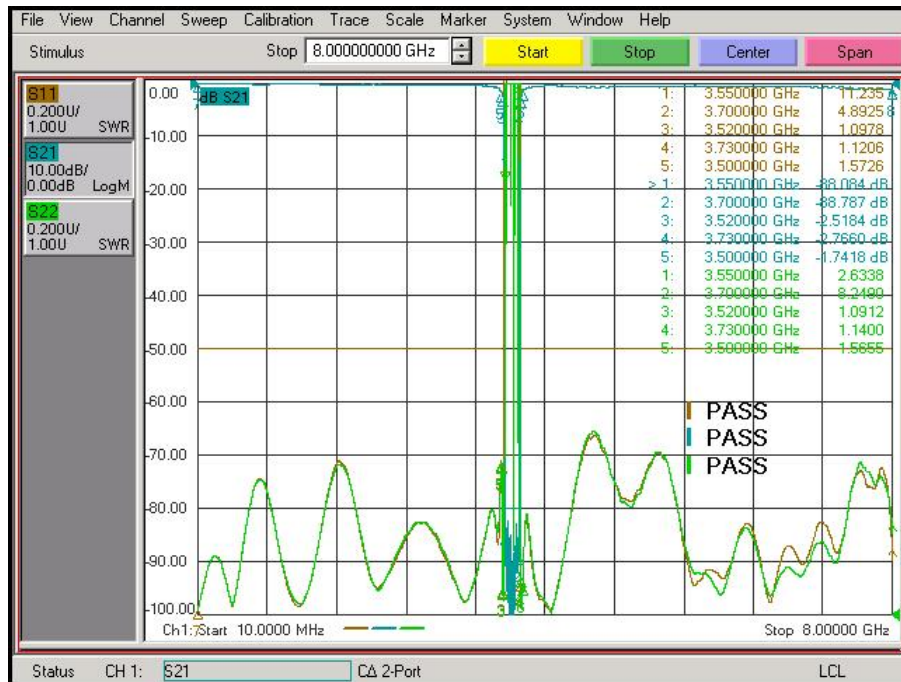 File View Channel Sweep Calibration Trace Scale Marker System Window Help
Stimulus Stop 8.000000000 GHz Start Stop Center Span
S11
0.200U/
1.00U SWR
S21
10.00dB/
0.00dB LogM
S22
0.200U/
1.00U SWR
dB S21
0.00
-10.00
-20.00
-30.00
-40.00
-50.00
-60.00
-70.00
-80.00
-90.00
-100.00
1: 3.550000 GHz 11.235
2: 3.700000 GHz 4.8925
3: 3.520000 GHz 1.0978
4: 3.730000 GHz 1.1206
5: 3.500000 GHz 1.5726
> 1: 3.550000 GHz -88.084 dB
2: 3.700000 GHz -88.787 dB
3: 3.520000 GHz -2.5184 dB
4: 3.730000 GHz -2.7660 dB
5: 3.500000 GHz -1.7418 dB
1: 3.550000 GHz 2.6338
2: 3.700000 GHz 8.2490
3: 3.520000 GHz 1.0912
4: 3.730000 GHz 1.1400
5: 3.500000 GHz 1.5655
PASS
PASS
PASS
Ch1: Start 10.0000 MHz Stop 8.00000 GHz
Status CH 1: S21 CΔ 2-Port LCL